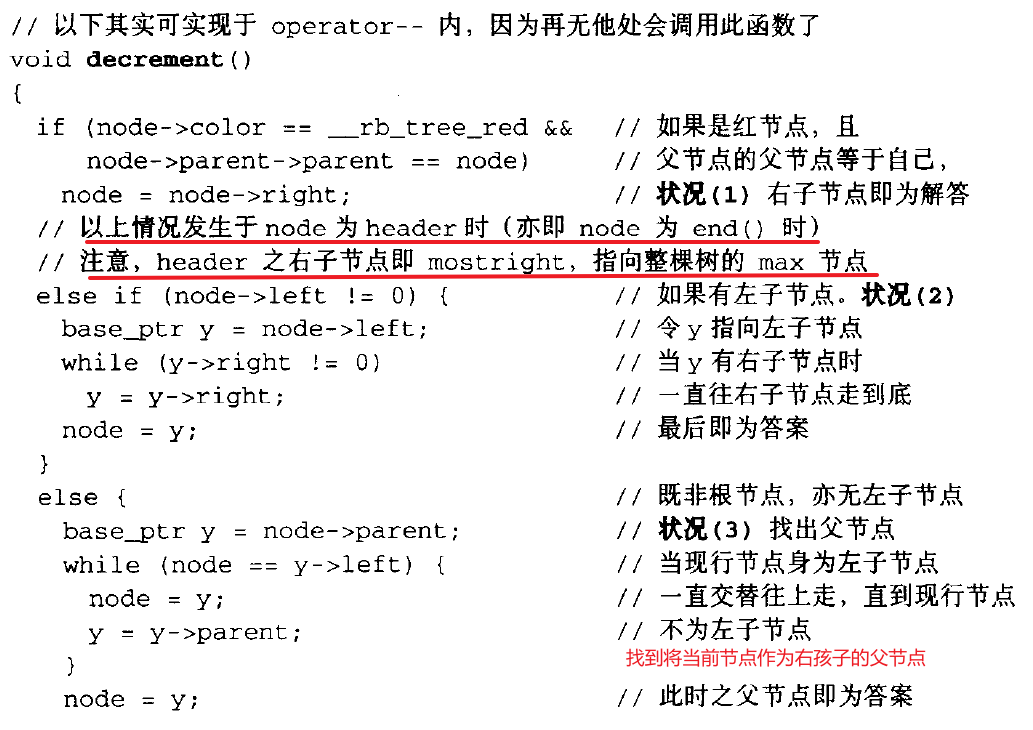 // 以下其实可实现于 operator-- 内，因为再无他处会调用此函数了
void decrement()
{
if (node->color == __rb_tree_red && // 如果是红节点，且
node->parent->parent == node) // 父节点的父节点等于自己，
node = node->right; // 状况(1) 右子节点即为解答
// 以上情况发生于 node 为 header 时（亦即 node 为 end() 时）
// 注意，header 之右子节点即 mostright，指向整棵树的 max 节点
else if (node->left != 0) { // 如果有左子节点。状况(2)
base_ptr y = node->left; // 令 y 指向左子节点
while (y->right != 0) // 当 y 有右子节点时
y = y->right; // 一直往右子节点走到底
node = y; // 最后即为答案
}
else { // 既非根节点，亦无左子节点
base_ptr y = node->parent; // 状况(3) 找出父节点
while (node == y->left) { // 当现行节点身为左子节点
node = y; // 一直交替往上走，直到现行节点
y = y->parent; // 不为左子节点
} 找到将当前节点作为右孩子的父节点
node = y; // 此时之父节点即为答案